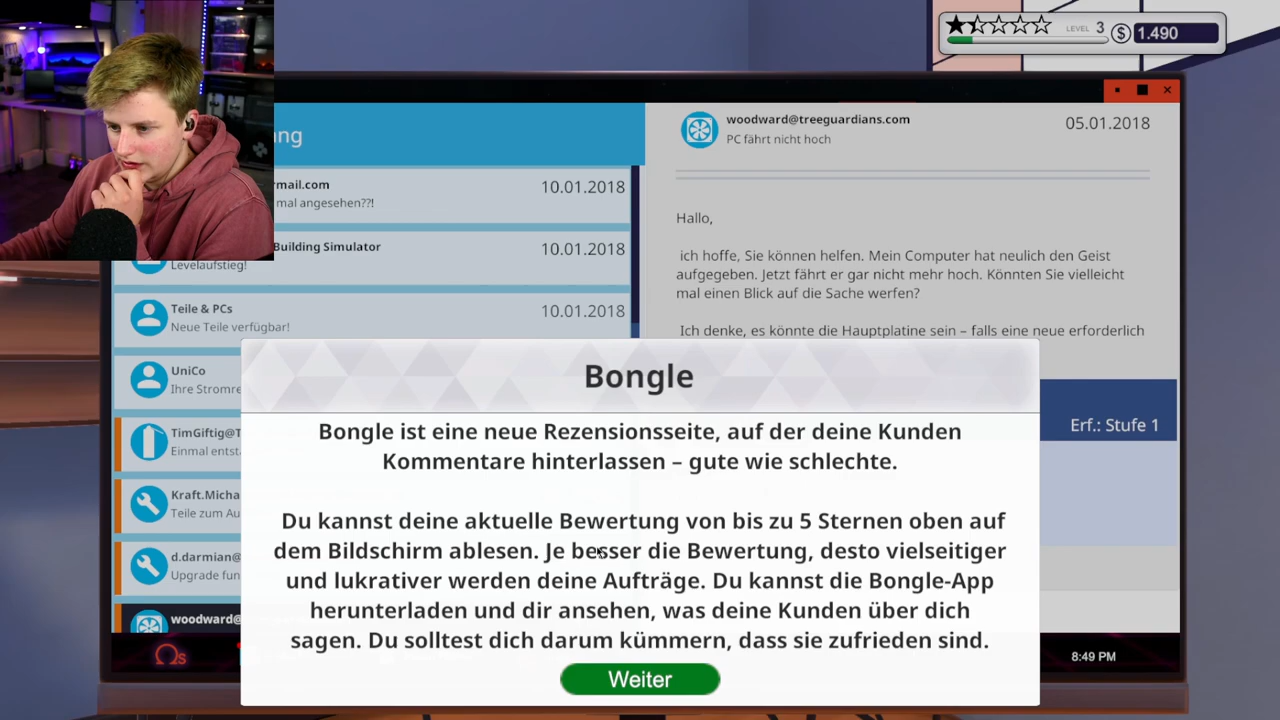 LEVEL 3 $ 1.490
ang
rmail.com 10.01.2018
mal angesehen??!
Building Simulator 10.01.2018
Levelaufstieg!
Teile & PCs 10.01.2018
Neue Teile verfügbar!
UniCo
Ihre Stromre
TimGiftig@T
Einmal entst
Kraft.Micha
Teile zum Au
d.darmian@
Upgrade fun
woodward@
woodward@treeguardians.com 05.01.2018
PC fährt nicht hoch
Hallo,
ich hoffe, Sie können helfen. Mein Computer hat neulich den Geist
aufgegeben. Jetzt fährt er gar nicht mehr hoch. Könnten Sie vielleicht
mal einen Blick auf die Sache werfen?
Ich denke, es könnte die Hauptplatine sein – falls eine neue erforderlich
Erf.: Stufe 1
Bongle
Bongle ist eine neue Rezensionsseite, auf der deine Kunden
Kommentare hinterlassen – gute wie schlechte.
Du kannst deine aktuelle Bewertung von bis zu 5 Sternen oben auf
dem Bildschirm ablesen. Je besser die Bewertung, desto vielseitiger
und lukrativer werden deine Aufträge. Du kannst die Bongle-App
herunterladen und dir ansehen, was deine Kunden über dich
sagen. Du solltest dich darum kümmern, dass sie zufrieden sind.
Weiter
Ωs
8:49 PM